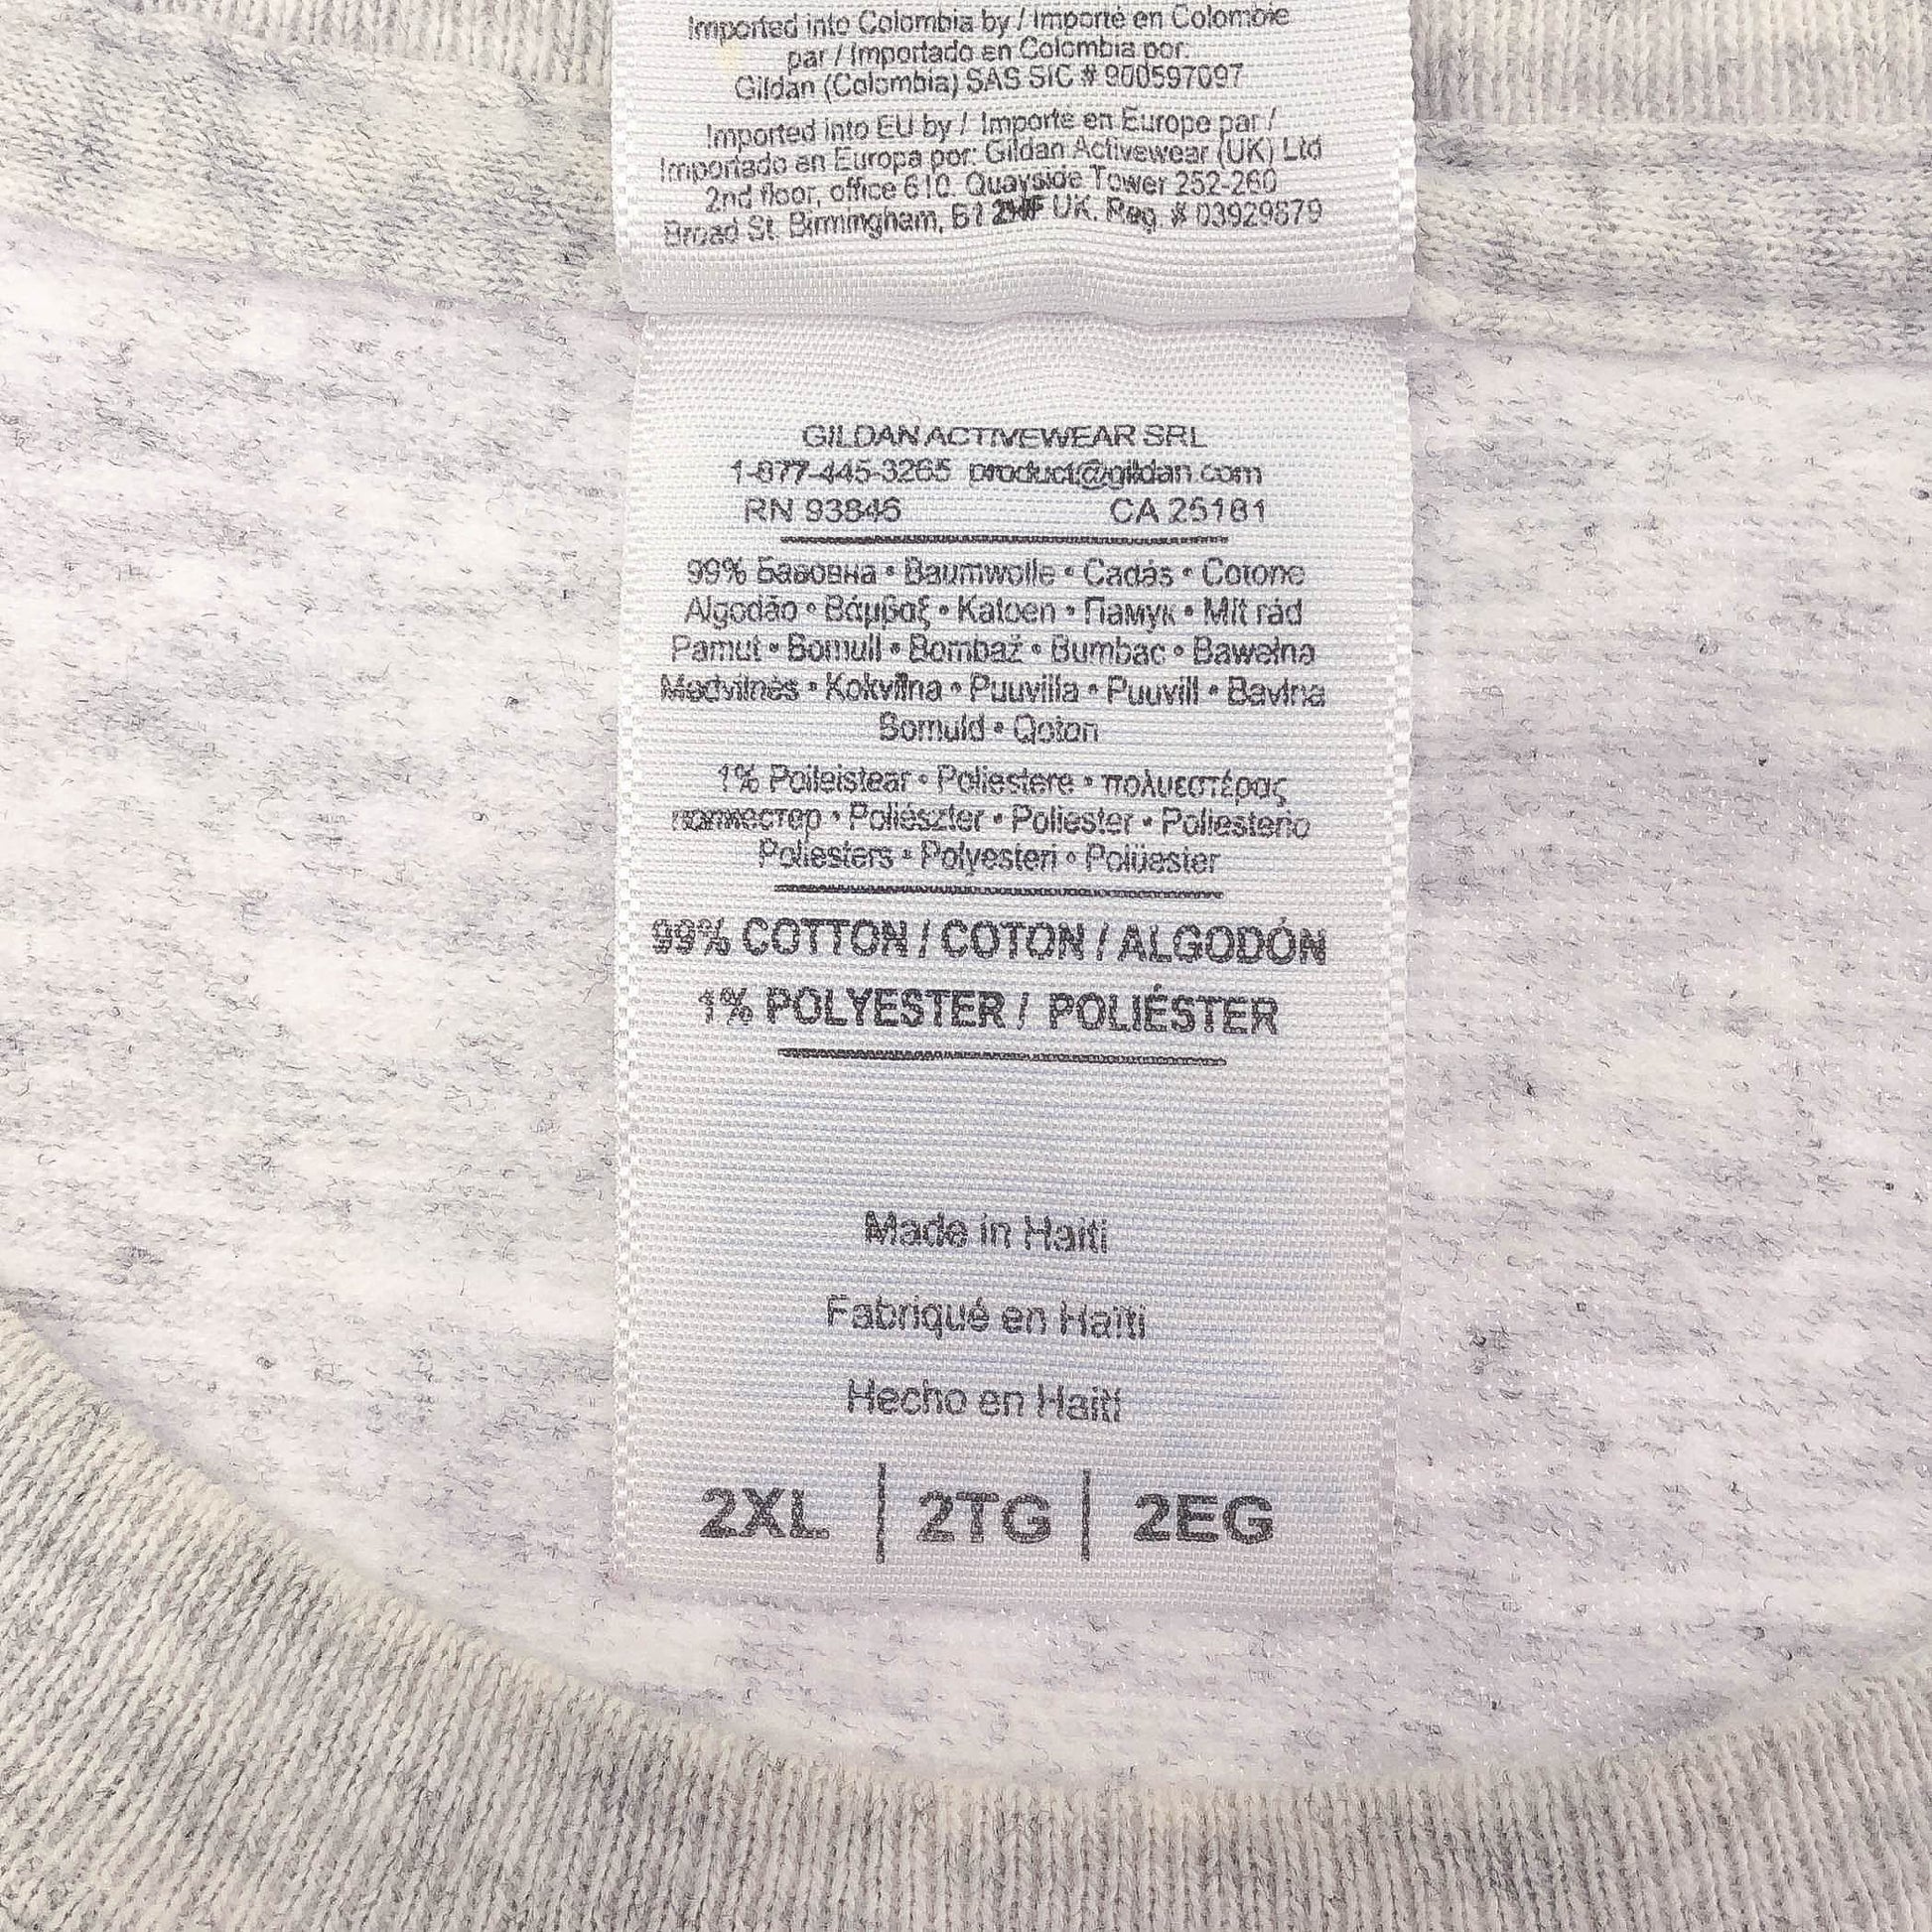 Imported into Colombia by / Importé en Colombie
par / Importado en Colombia por:
Gildan (Colombia) SAS SIC # 900597097
Imported into EU by / Importe en Europe par /
Importado en Europa por: Gildan Activewear (UK) Ltd
2nd floor, office 610. Quayside Tower 252-260
Broad St. Birmingham, B1 2HF UK. Reg. # 03929879
GILDAN ACTIVEWEAR SRL
1-877-445-3265 product@gildan.com
RN 93846 CA 25181
99% Бавовна • Baumwolle • Cadás • Cotone
Algodão • Βάμβαξ • Katoen • Памук • Mit rád
Pamut • Bomull • Bombaž • Bumbac • Bawełna
Medvilnės • Kokvilna • Puuvilla • Puuvill • Bavlna
Bomuld • Qoton
1% Poileistear • Poliestere • πολυεστέρας
полиестер • Poliészter • Poliester • Poliesterio
Poliesters • Polyesteri • Polüester
99% COTTON / COTON / ALGODÓN
1% POLYESTER / POLIÉSTER
Made in Haiti
Fabriqué en Haïti
Hecho en Haití
2XL | 2TG | 2EG